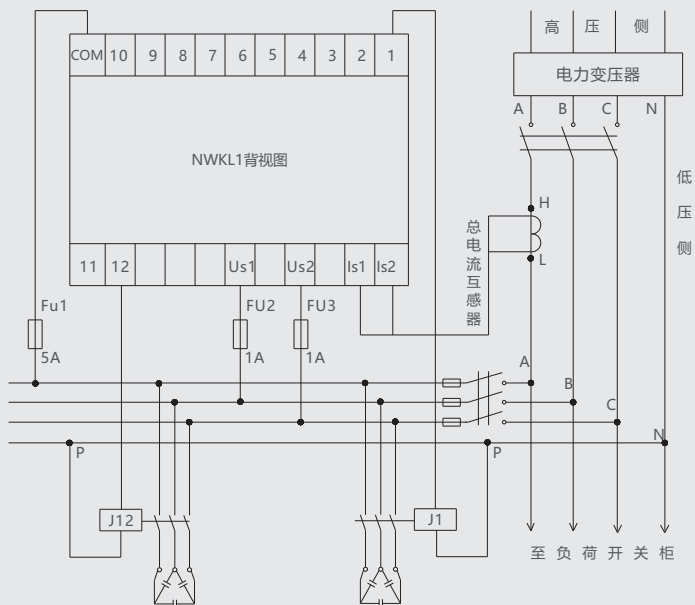 高 压 侧
电力变压器
A B C N
COM 10 9 8 7 6 5 4 3 2 1
NWKL1背视图
11 12 Us1 Us2 Is1 Is2
低压侧
总电流互感器
H
L
Fu1
5A
FU2
1A
FU3
1A
A
B
C
N
P
P
J12
J1
至负荷开关柜